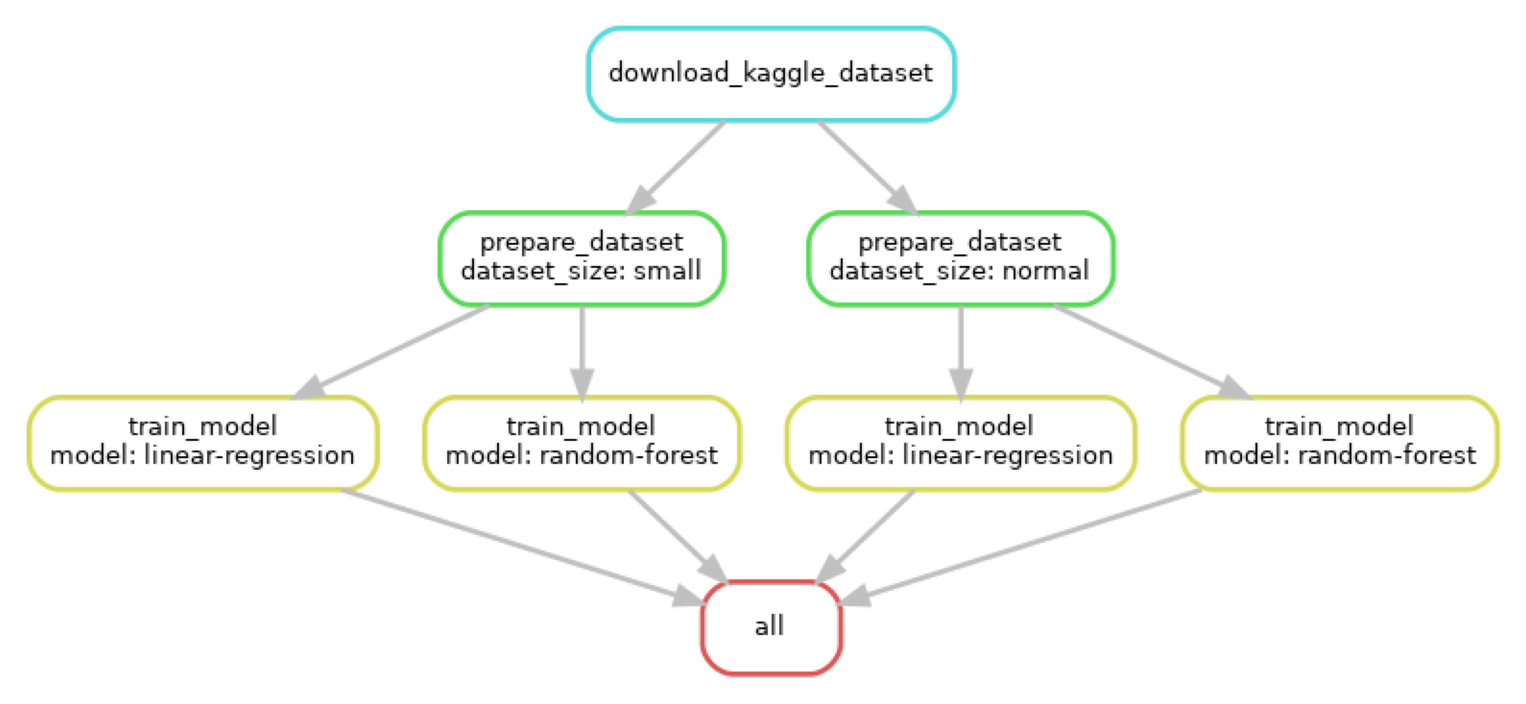 download_kaggle_dataset
prepare_dataset
dataset_size: small
prepare_dataset
dataset_size: normal
train_model
model: linear-regression
train_model
model: random-forest
train_model
model: linear-regression
train_model
model: random-forest
all